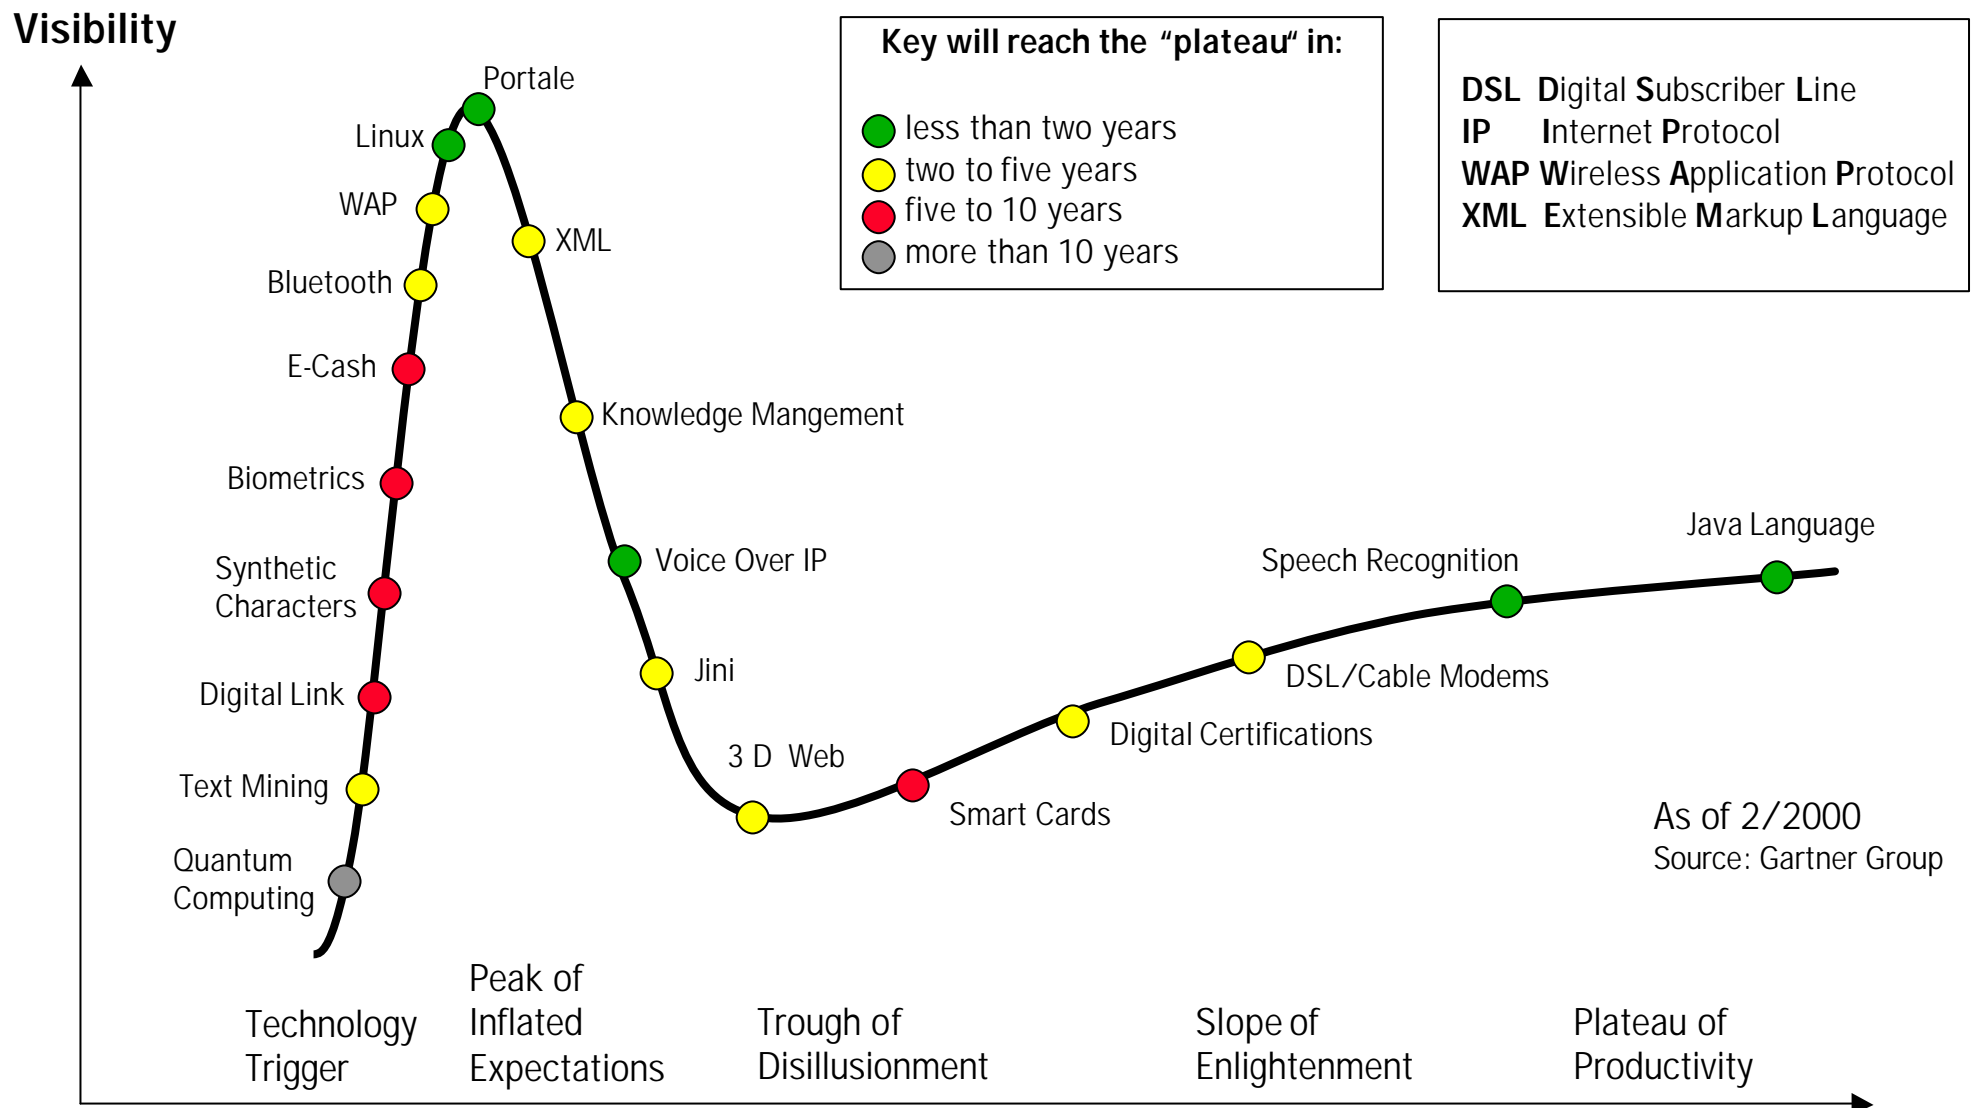 Visibility
Key will reach the “plateau“ in:
less than two years
two to five years
five to 10 years
more than 10 years
DSL Digital Subscriber Line
IP Internet Protocol
WAP Wireless Application Protocol
XML Extensible Markup Language
Portale
Linux
WAP
XML
Bluetooth
E-Cash
Knowledge Mangement
Biometrics
Synthetic
Characters
Voice Over IP
Java Language
Speech Recognition
Digital Link
Jini
DSL/Cable Modems
Text Mining
3 D Web
Digital Certifications
Smart Cards
Quantum
Computing
As of 2/2000
Source: Gartner Group
Technology
Trigger
Peak of
Inflated
Expectations
Trough of
Disillusionment
Slope of
Enlightenment
Plateau of
Productivity